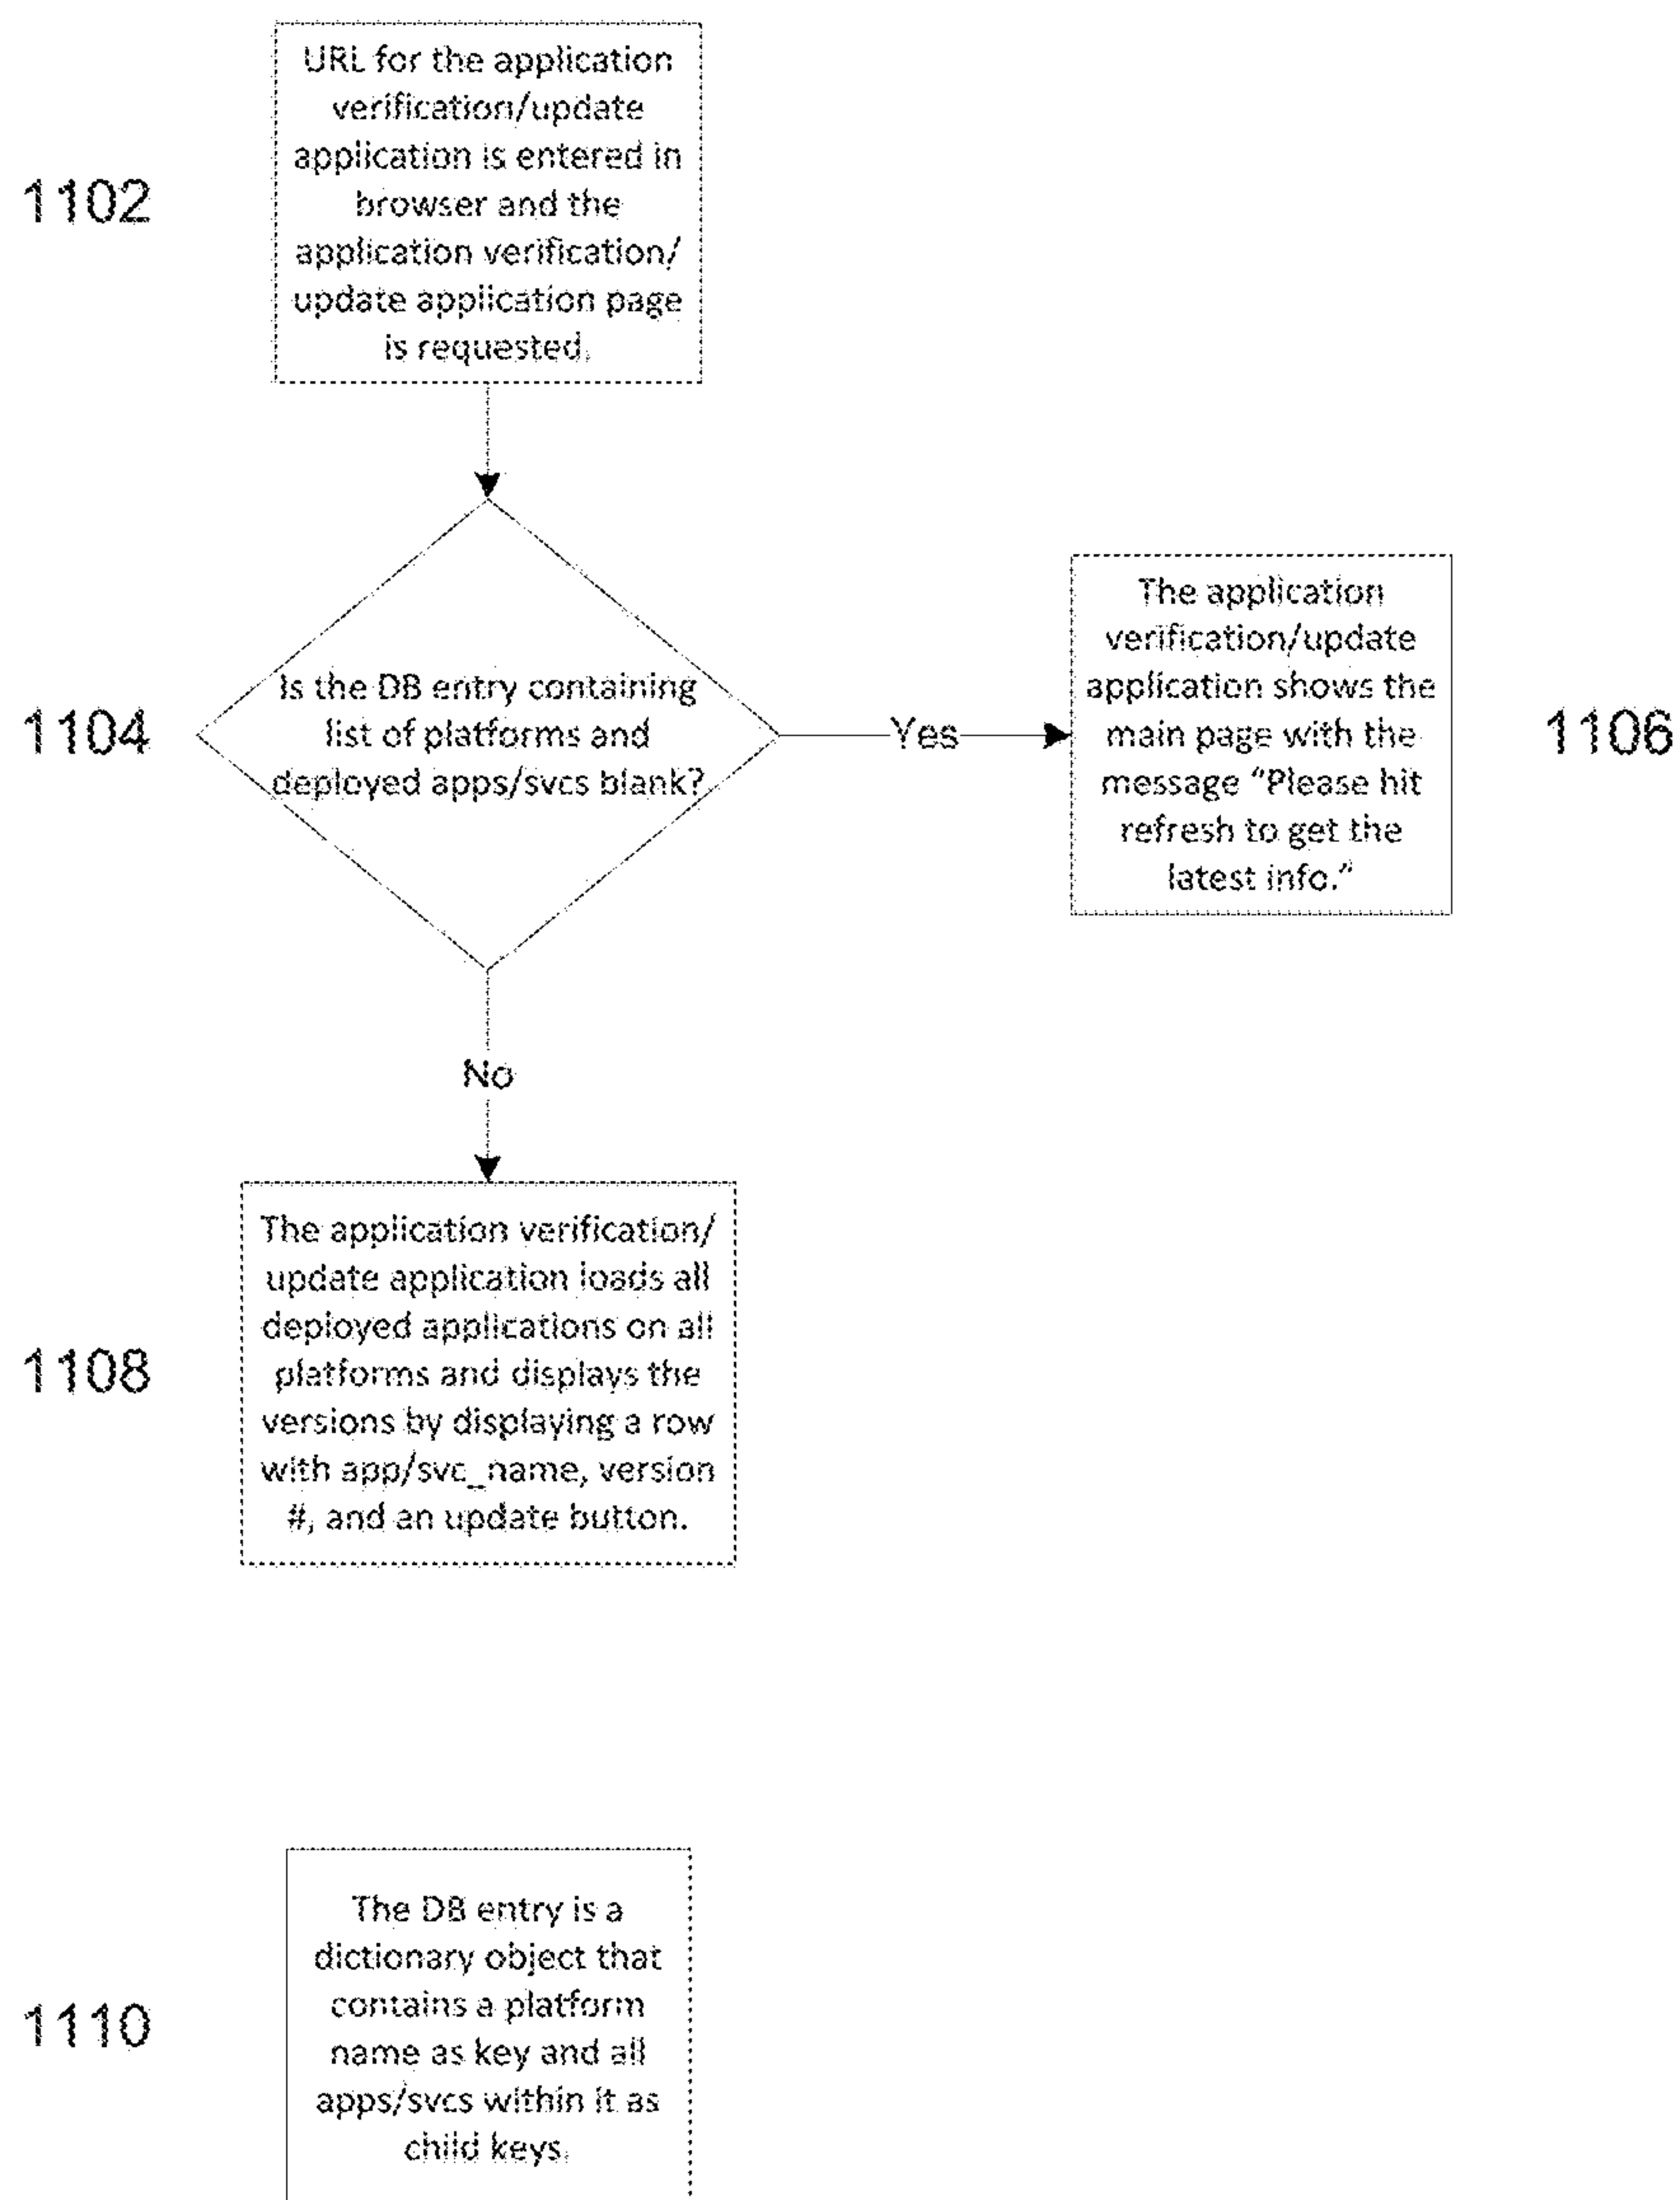 1102
URL for the application
verification/update
application is entered in
browser and the
application verification/
update application page
is requested.
1104
Is the DB entry containing
list of platforms and
deployed apps/svcs blank?
Yes
The application
verification/update
application shows the
main page with the
message “Please hit
refresh to get the
latest info.”
1106
No
1108
The application verification/
update application loads all
deployed applications on all
platforms and displays the
versions by displaying a row
with app/svc_name, version
#, and an update button.
1110
The DB entry is a
dictionary object that
contains a platform
name as key and all
apps/svcs within it as
child keys.